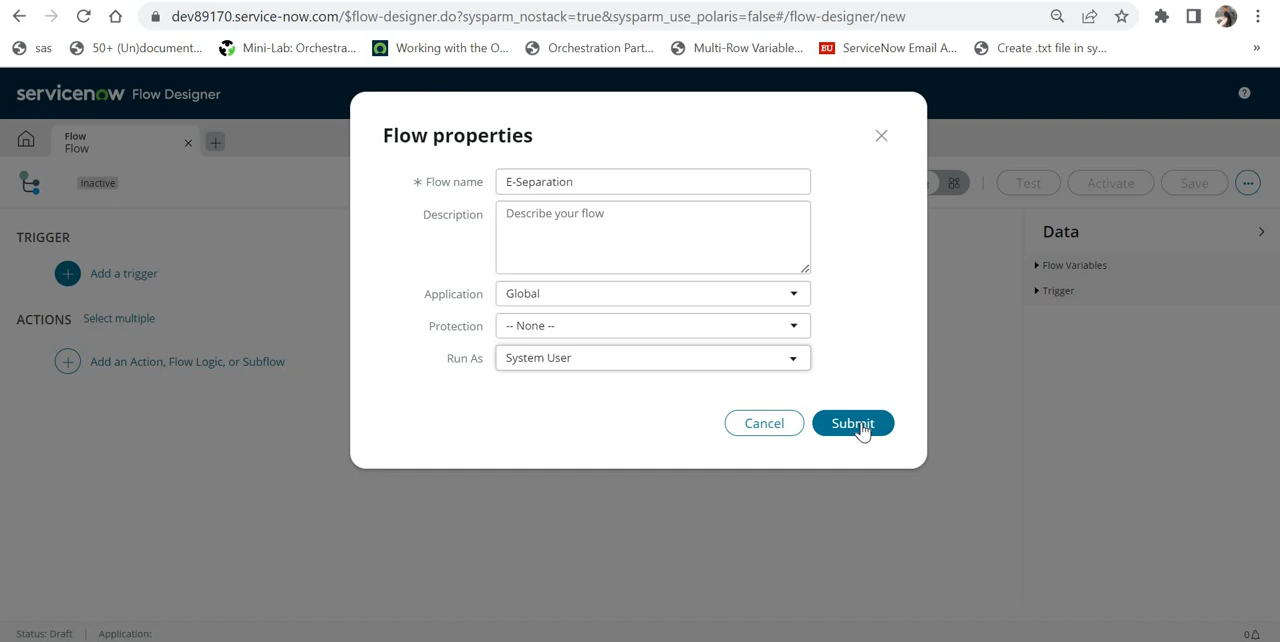 dev89170.service-now.com/$flow-designer.do?sysparm_nostack=true&sysparm_use_polaris=false#/flow-designer/new
sas 50+ (Un)document... Mini-Lab: Orchestra... Working with the O... Orchestration Part... Multi-Row Variable... BU ServiceNow Email A... Create .txt file in sy... »
servicenow Flow Designer ?
Flow
Flow
Inactive
Test Activate Save ...
TRIGGER
Add a trigger
ACTIONS Select multiple
Add an Action, Flow Logic, or Subflow
Flow properties
* Flow name E-Separation
Description Describe your flow
Application Global
Protection -- None --
Run As System User
Cancel Submit
Data
Flow Variables
Trigger
Status: Draft | Application: 0